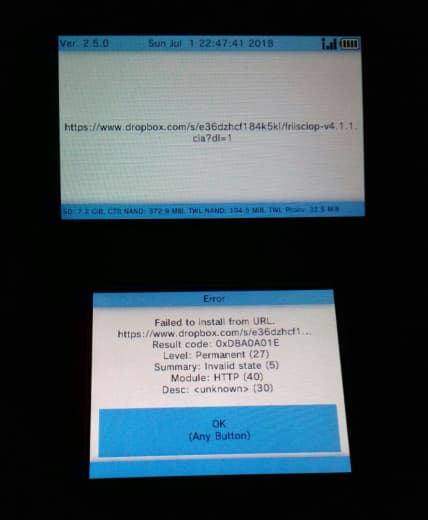 Ver. 2.5.0 Sun Jul 1 22:47:41 2018
https://www.dropbox.com/s/e36dzhcf184k5kl/friisciop-v4.1.1.
cia?dl=1
SD: 7.2 GiB, CTR NAND: 372.9 MiB, TWL NAND: 104.5 MiB, TWL Photo: 32.5 MiB
Error
Failed to install from URL.
https://www.dropbox.com/s/e36dzhcf1...
Result code: 0xD8A0A01E
Level: Permanent (27)
Summary: Invalid state (5)
Module: HTTP (40)
Desc: <unknown> (30)
OK
(Any Button)